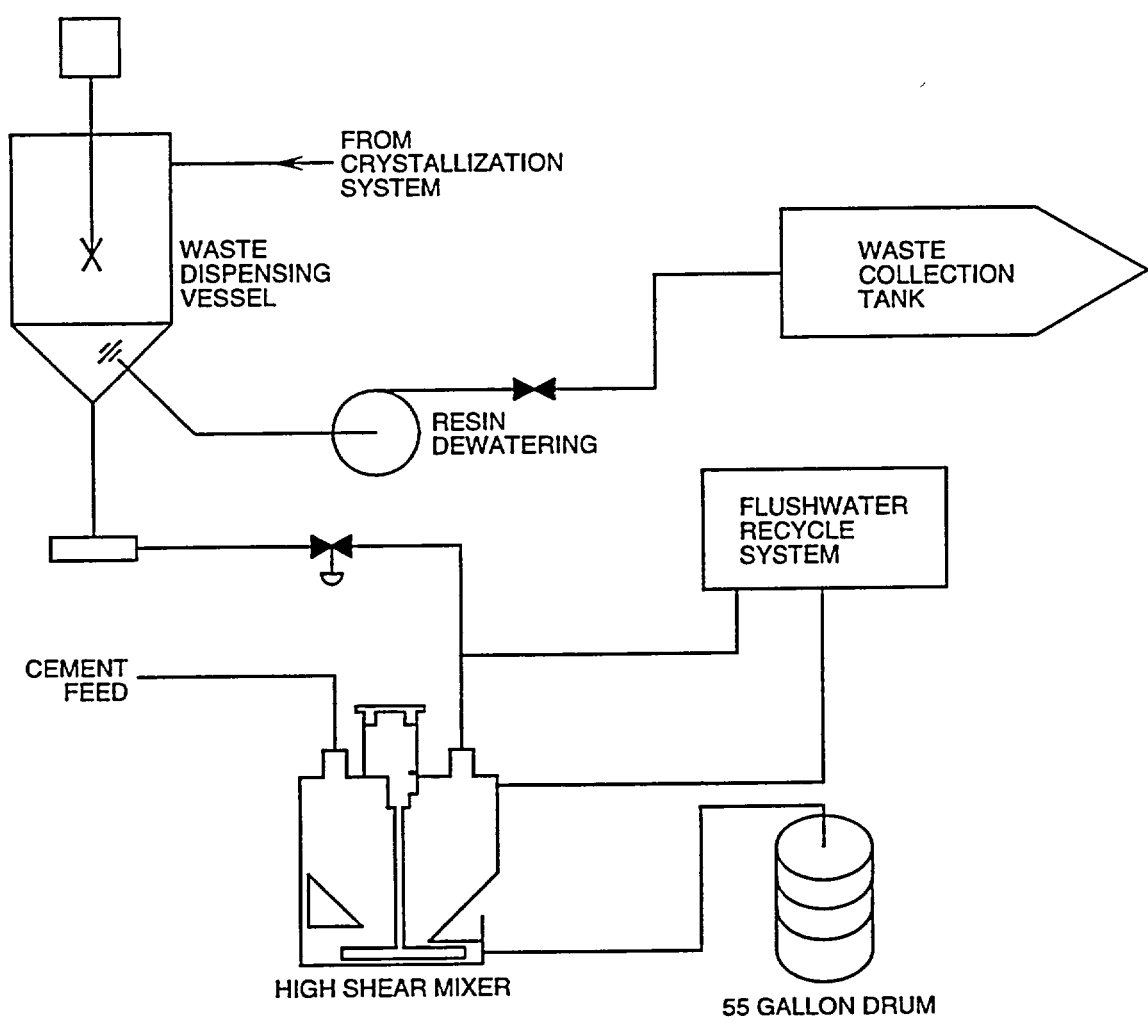 FROM
CRYSTALLIZATION
SYSTEM
WASTE
DISPENSING
VESSEL
WASTE
COLLECTION
TANK
RESIN
DEWATERING
FLUSHWATER
RECYCLE
SYSTEM
CEMENT
FEED
HIGH SHEAR MIXER
55 GALLON DRUM